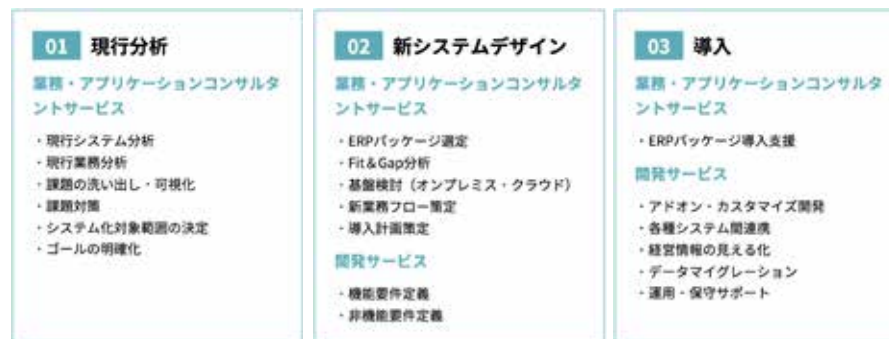 01 現行分析
業務・アプリケーションコンサルタ
ントサービス
・現行システム分析
・現行業務分析
・課題の洗い出し・可視化
・課題対策
・システム化対象範囲の決定
・ゴールの明確化
02 新システムデザイン
業務・アプリケーションコンサルタ
ントサービス
・ERPパッケージ選定
・Fit&Gap分析
・基盤検討（オンプレミス・クラウド）
・新業務フロー策定
・導入計画策定
開発サービス
・機能要件定義
・非機能要件定義
03 導入
業務・アプリケーションコンサルタ
ントサービス
・ERPパッケージ導入支援
開発サービス
・アドオン・カスタマイズ開発
・各種システム間連携
・経営情報の見える化
・データマイグレーション
・運用・保守サポート